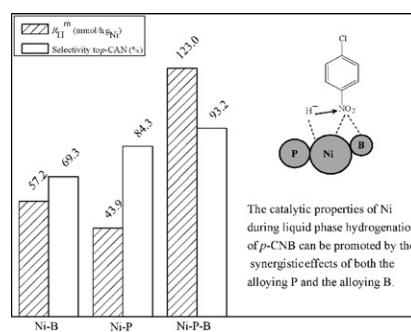 R_H^m (mmol/h.g_Ni)
Selectivity top-CAN (%)
57.2
69.3
43.9
84.3
123.0
93.2
Ni-B
Ni-P
Ni-P-B
Cl
H⁻
NO₂
P
Ni
B
The catalytic properties of Ni
during liquid phase hydrogenation
of p-CNB can be promoted by the
synergistic effects of both the
alloying P and the alloying B.